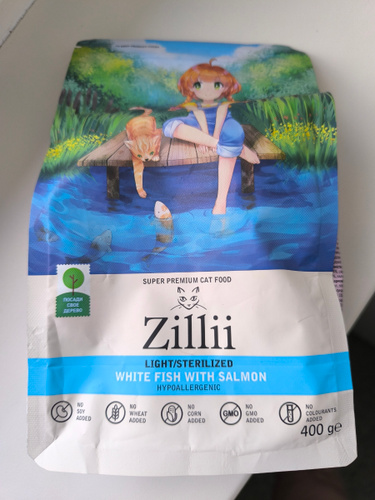 SUPER PREMIUM CAT FOOD
Zillii
ПОСАДИ
СВОЕ
ДЕРЕВО
LIGHT/STERILIZED
WHITE FISH WITH SALMON
HYPOALLERGENIC
NO
SOY
ADDED
NO
WHEAT
ADDED
NO
CORN
ADDED
GMO
NO
GMO
ADDED
NO
COLOURANTS
ADDED
400 g℮